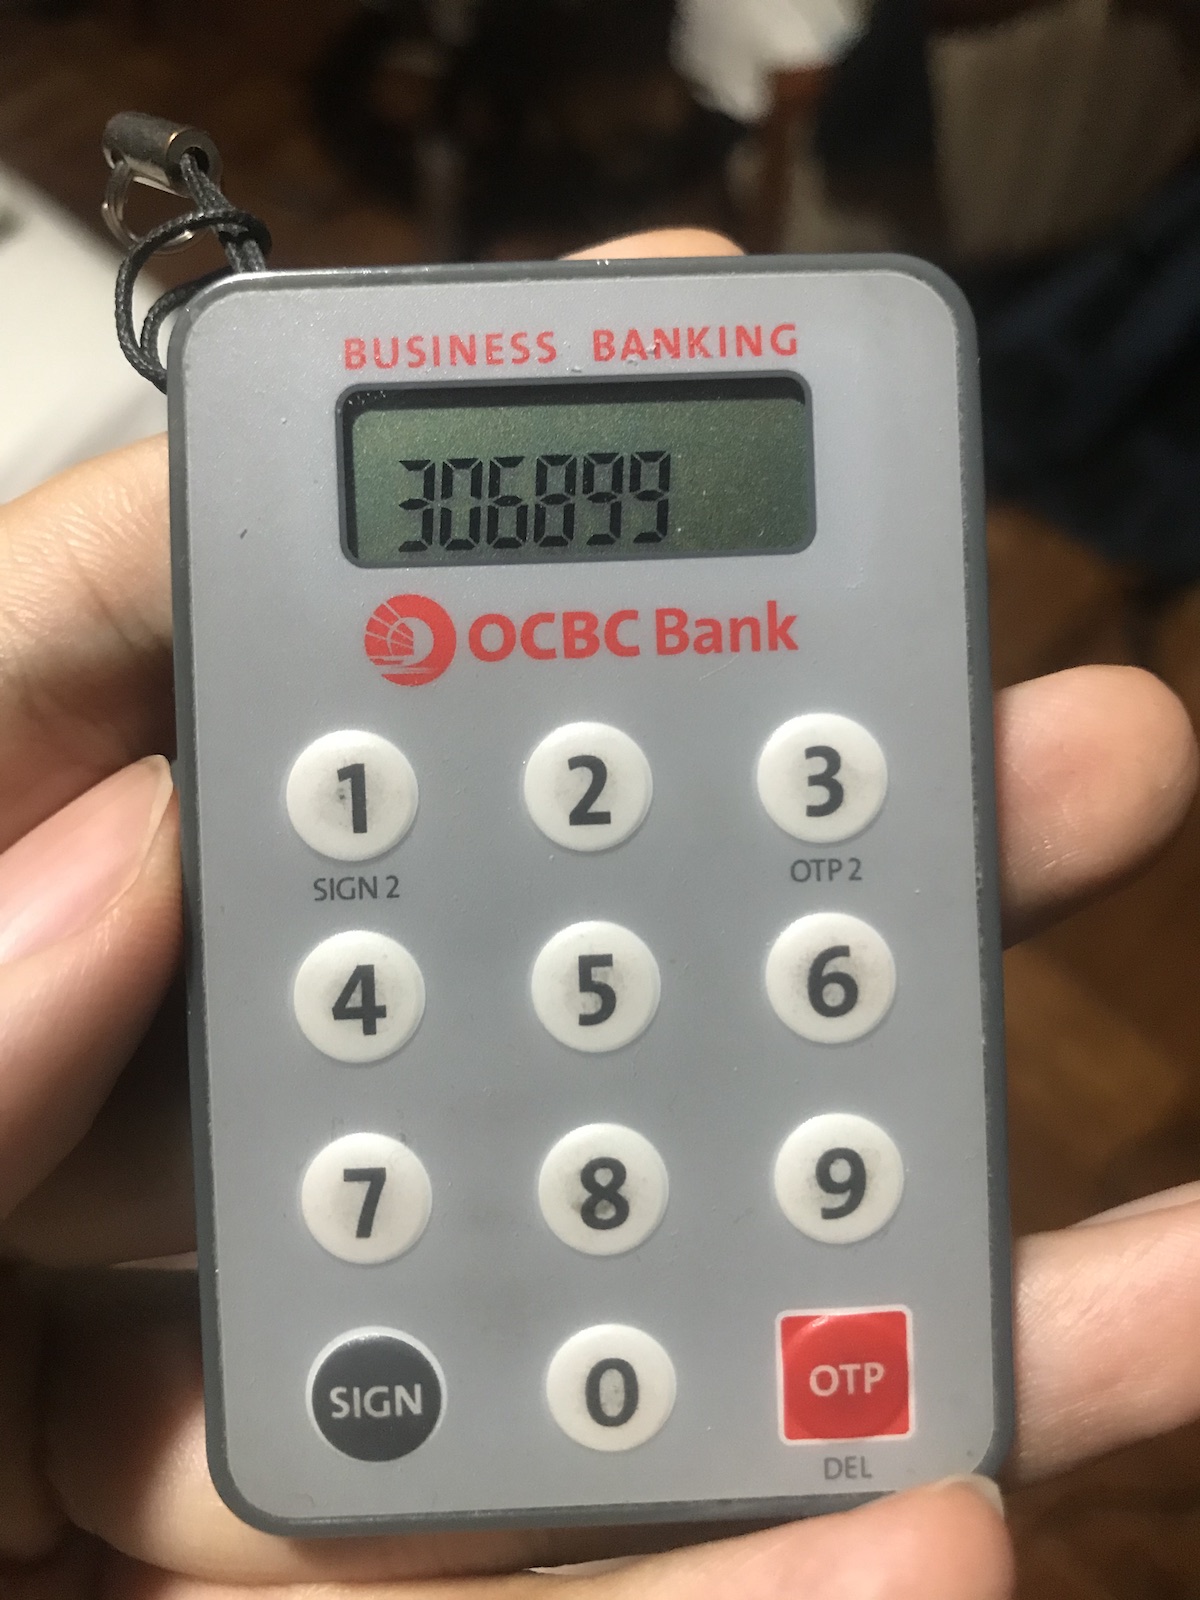 BUSINESS BANKING
306899
OCBC Bank
1 2 3
SIGN 2 OTP 2
4 5 6
7 8 9
SIGN 0 OTP
DEL